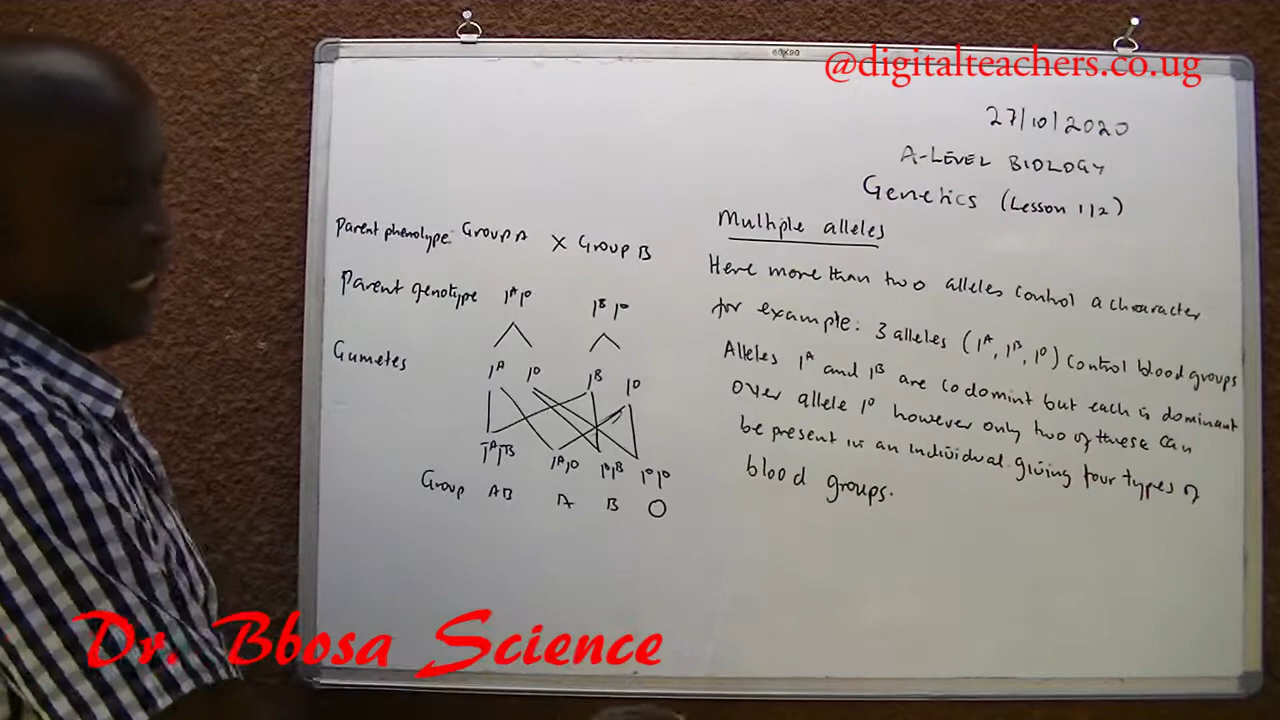 60x90
@digitalteachers.co.ug
27/10/2020
A-LEVEL BIOLOGY
Genetics (Lesson 112)
Parent phenotype: Group A X Group B
Parent genotype IᴬIᴼ IᴮIᴼ
Gametes Iᴬ Iᴼ Iᴮ Iᴼ
IᴬIᴮ IᴬIᴼ IᴼIᴮ IᴼIᴼ
Group AB A B O
Multiple alleles
Here more than two alleles control a character
for example: 3 alleles (Iᴬ, Iᴮ, Iᴼ) control blood groups
Alleles Iᴬ and Iᴮ are codomint but each is dominant
over allele Iᴼ however only two of these can
be present in an individual giving four types of
blood groups.
Dr. Bbosa Science